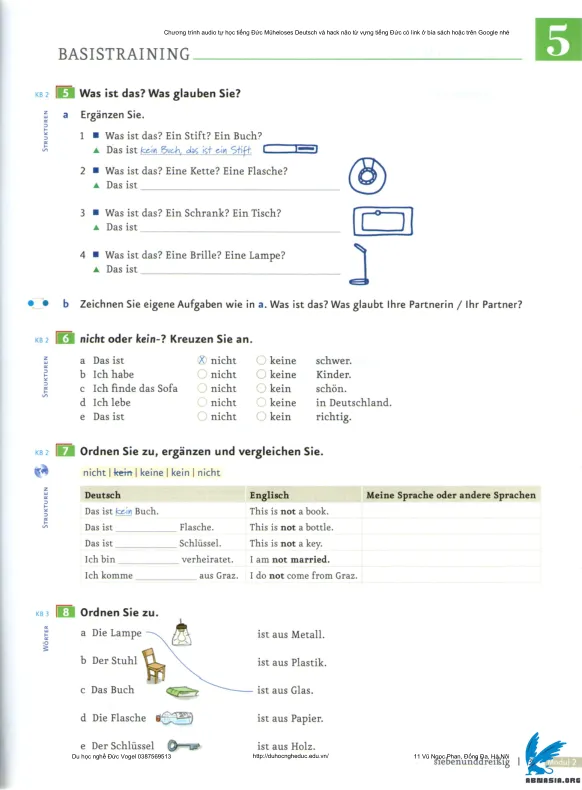 Chương trình audio tự học tiếng Đức Müheloses Deutsch và hack não từ vựng tiếng Đức có link ở bìa sách hoặc trên Google nhé
5
BASISTRAINING
KB 2 5 Was ist das? Was glauben Sie?
STRUKTUREN
a Ergänzen Sie.
1 ■ Was ist das? Ein Stift? Ein Buch?
▲ Das ist kein Buch, das ist ein Stift.
2 ■ Was ist das? Eine Kette? Eine Flasche?
▲ Das ist
3 ■ Was ist das? Ein Schrank? Ein Tisch?
▲ Das ist
4 ■ Was ist das? Eine Brille? Eine Lampe?
▲ Das ist
b Zeichnen Sie eigene Aufgaben wie in a. Was ist das? Was glaubt Ihre Partnerin / Ihr Partner?
KB 2 6 nicht oder kein-? Kreuzen Sie an.
STRUKTUREN
a Das ist ⊗ nicht ○ keine schwer.
b Ich habe ○ nicht ○ keine Kinder.
c Ich finde das Sofa ○ nicht ○ kein schön.
d Ich lebe ○ nicht ○ keine in Deutschland.
e Das ist ○ nicht ○ kein richtig.
KB 2 7 Ordnen Sie zu, ergänzen und vergleichen Sie.
nicht | kein | keine | kein | nicht
STRUKTUREN
Deutsch Englisch Meine Sprache oder andere Sprachen
Das ist kein Buch. This is not a book.
Das ist ____ Flasche. This is not a bottle.
Das ist ____ Schlüssel. This is not a key.
Ich bin ____ verheiratet. I am not married.
Ich komme ____ aus Graz. I do not come from Graz.
KB 3 8 Ordnen Sie zu.
WÖRTER
a Die Lampe ist aus Metall.
b Der Stuhl ist aus Plastik.
c Das Buch ist aus Glas.
d Die Flasche ist aus Papier.
e Der Schlüssel ist aus Holz.
Du học nghề Đức Vogel 0387569513 http://duhocngheduc.edu.vn/ 11 Vũ Ngọc Phan, Đống Đa, Hà Nội
siebenunddreißig | Modul 2